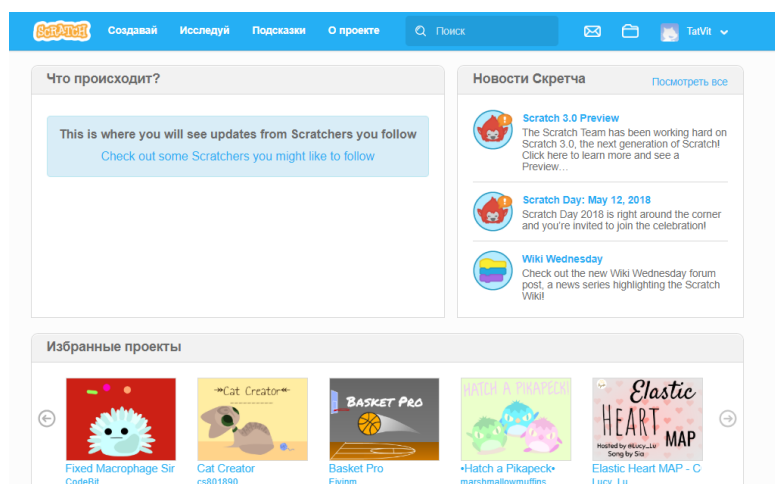 SCRATCH Создавай Исследуй Подсказки О проекте Поиск TatVit
Что происходит?
This is where you will see updates from Scratchers you follow
Check out some Scratchers you might like to follow
Новости Скретча Посмотреть все
Scratch 3.0 Preview
The Scratch Team has been working hard on
Scratch 3.0, the next generation of Scratch!
Click here to learn more and see a
Preview…
Scratch Day: May 12, 2018
Scratch Day 2018 is right around the corner
and you're invited to join the celebration!
Wiki Wednesday
Check out the new Wiki Wednesday forum
post, a news series highlighting the Scratch
Wiki!
Избранные проекты
Cat Creator
BASKET PRO
HATCH A PIKAPECK!
Elastic
HEART
MAP
Hosted by @Lucy_Lu
Song by Sia
Fixed Macrophage Sir
CodeBit
Cat Creator
cs801890
Basket Pro
•Hatch a Pikapeck•
marshmallowmuffins
Elastic Heart MAP - C
Lucy_Lu